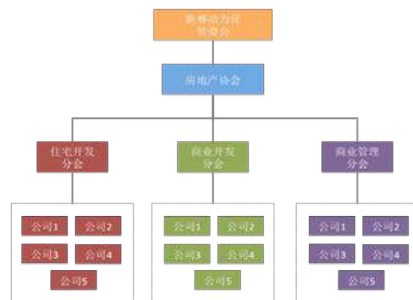 管委会
房地产协会
住宅开发
分会
商业开发
分会
商业管理
分会
公司1
公司2
公司3
公司4
公司5
公司1
公司2
公司3
公司4
公司5
公司1
公司2
公司3
公司4
公司5